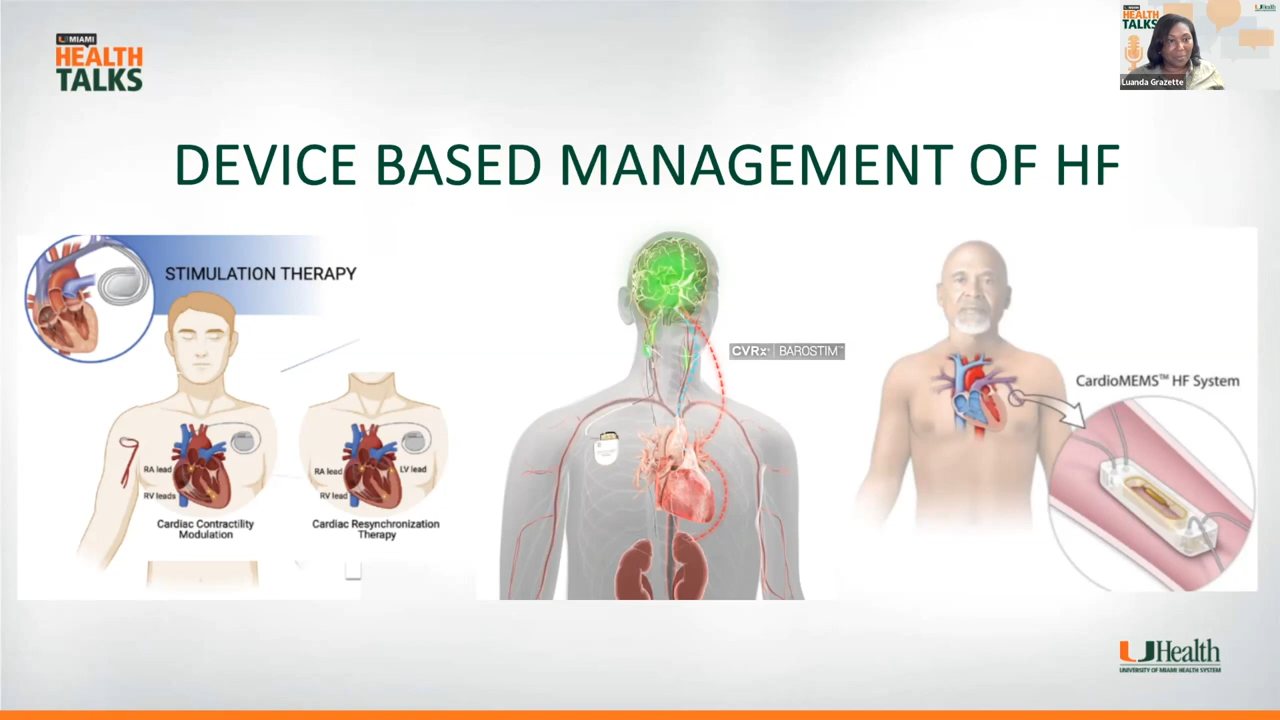 MIAMI
HEALTH
TALKS
HEALTH
TALKS
UHealth
Luanda Grazette
DEVICE BASED MANAGEMENT OF HF
STIMULATION THERAPY
RA lead
RV leads
Cardiac Contractility
Modulation
RA lead
LV lead
RV lead
Cardiac Resynchronization
Therapy
CVRx® | BAROSTIM™
CardioMEMS™ HF System
UHealth
UNIVERSITY OF MIAMI HEALTH SYSTEM